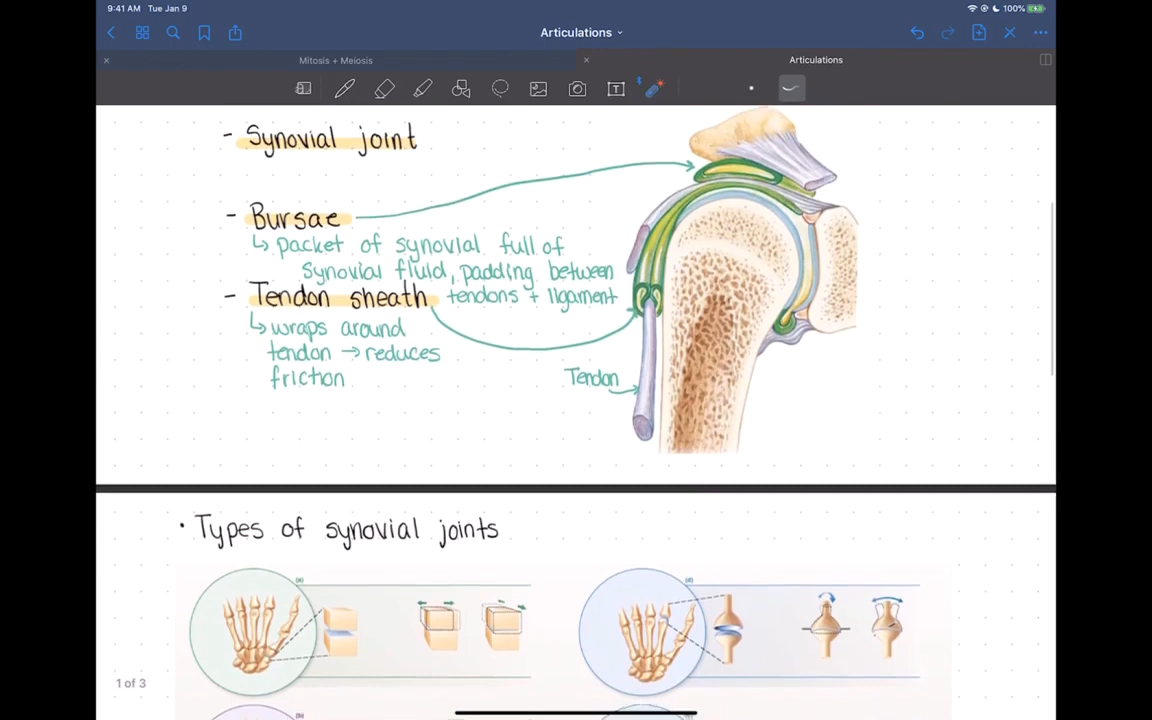 9:41 AM Tue Jan 9
100%
Articulations
Mitosis + Meiosis
Articulations
T
- Synovial joint
- Bursae
↳ packet of synovial full of
synovial fluid, padding between
tendons + ligament
- Tendon sheath
↳ wraps around
tendon → reduces
friction
Tendon
• Types of synovial joints
(a)
(d)
1 of 3
(b)